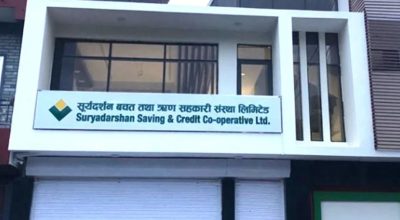 सूर्यदर्शन बचत तथा ऋण सहकारी संस्था लिमिटेड
Suryadarshan Saving & Credit Co-operative Ltd.